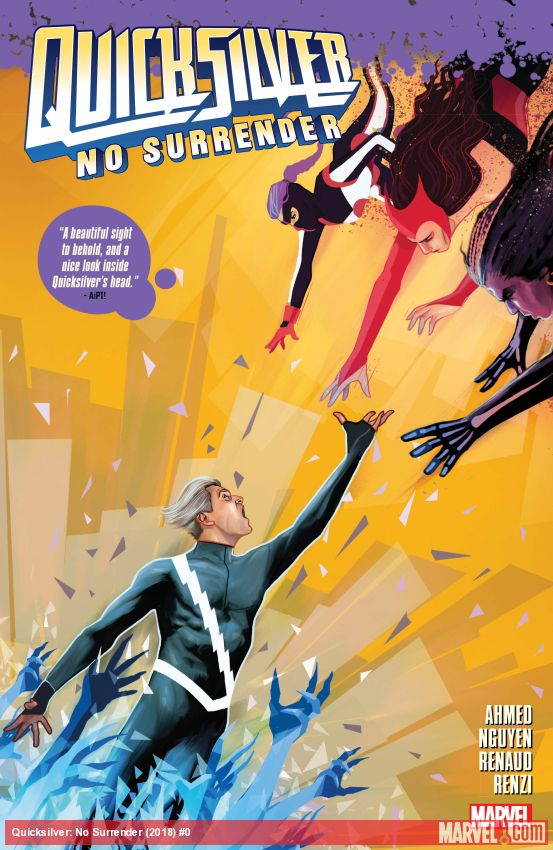 QUICKSILVER
NO SURRENDER
"A beautiful sight
to behold, and a
nice look inside
Quicksilver's head."
- AiPT!
AHMED
NGUYEN
RENAUD
RENZI
MARVEL
Quicksilver: No Surrender (2018) #0
MARVEL.com